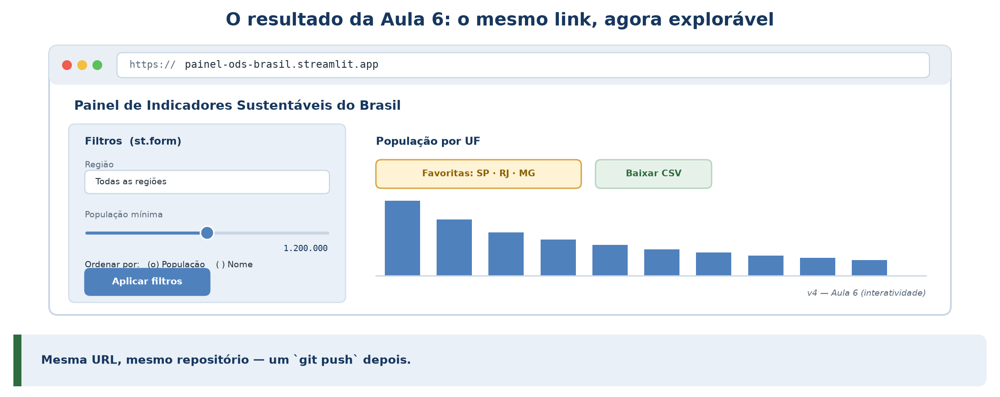 O resultado da Aula 6: o mesmo link, agora explorável
https:// painel-ods-brasil.streamlit.app
Painel de Indicadores Sustentáveis do Brasil
Filtros (st.form)
Região
Todas as regiões
População mínima
1.200.000
Ordenar por: (o) População ( ) Nome
Aplicar filtros
População por UF
Favoritas: SP · RJ · MG
Baixar CSV
v4 — Aula 6 (interatividade)
Mesma URL, mesmo repositório — um `git push` depois.